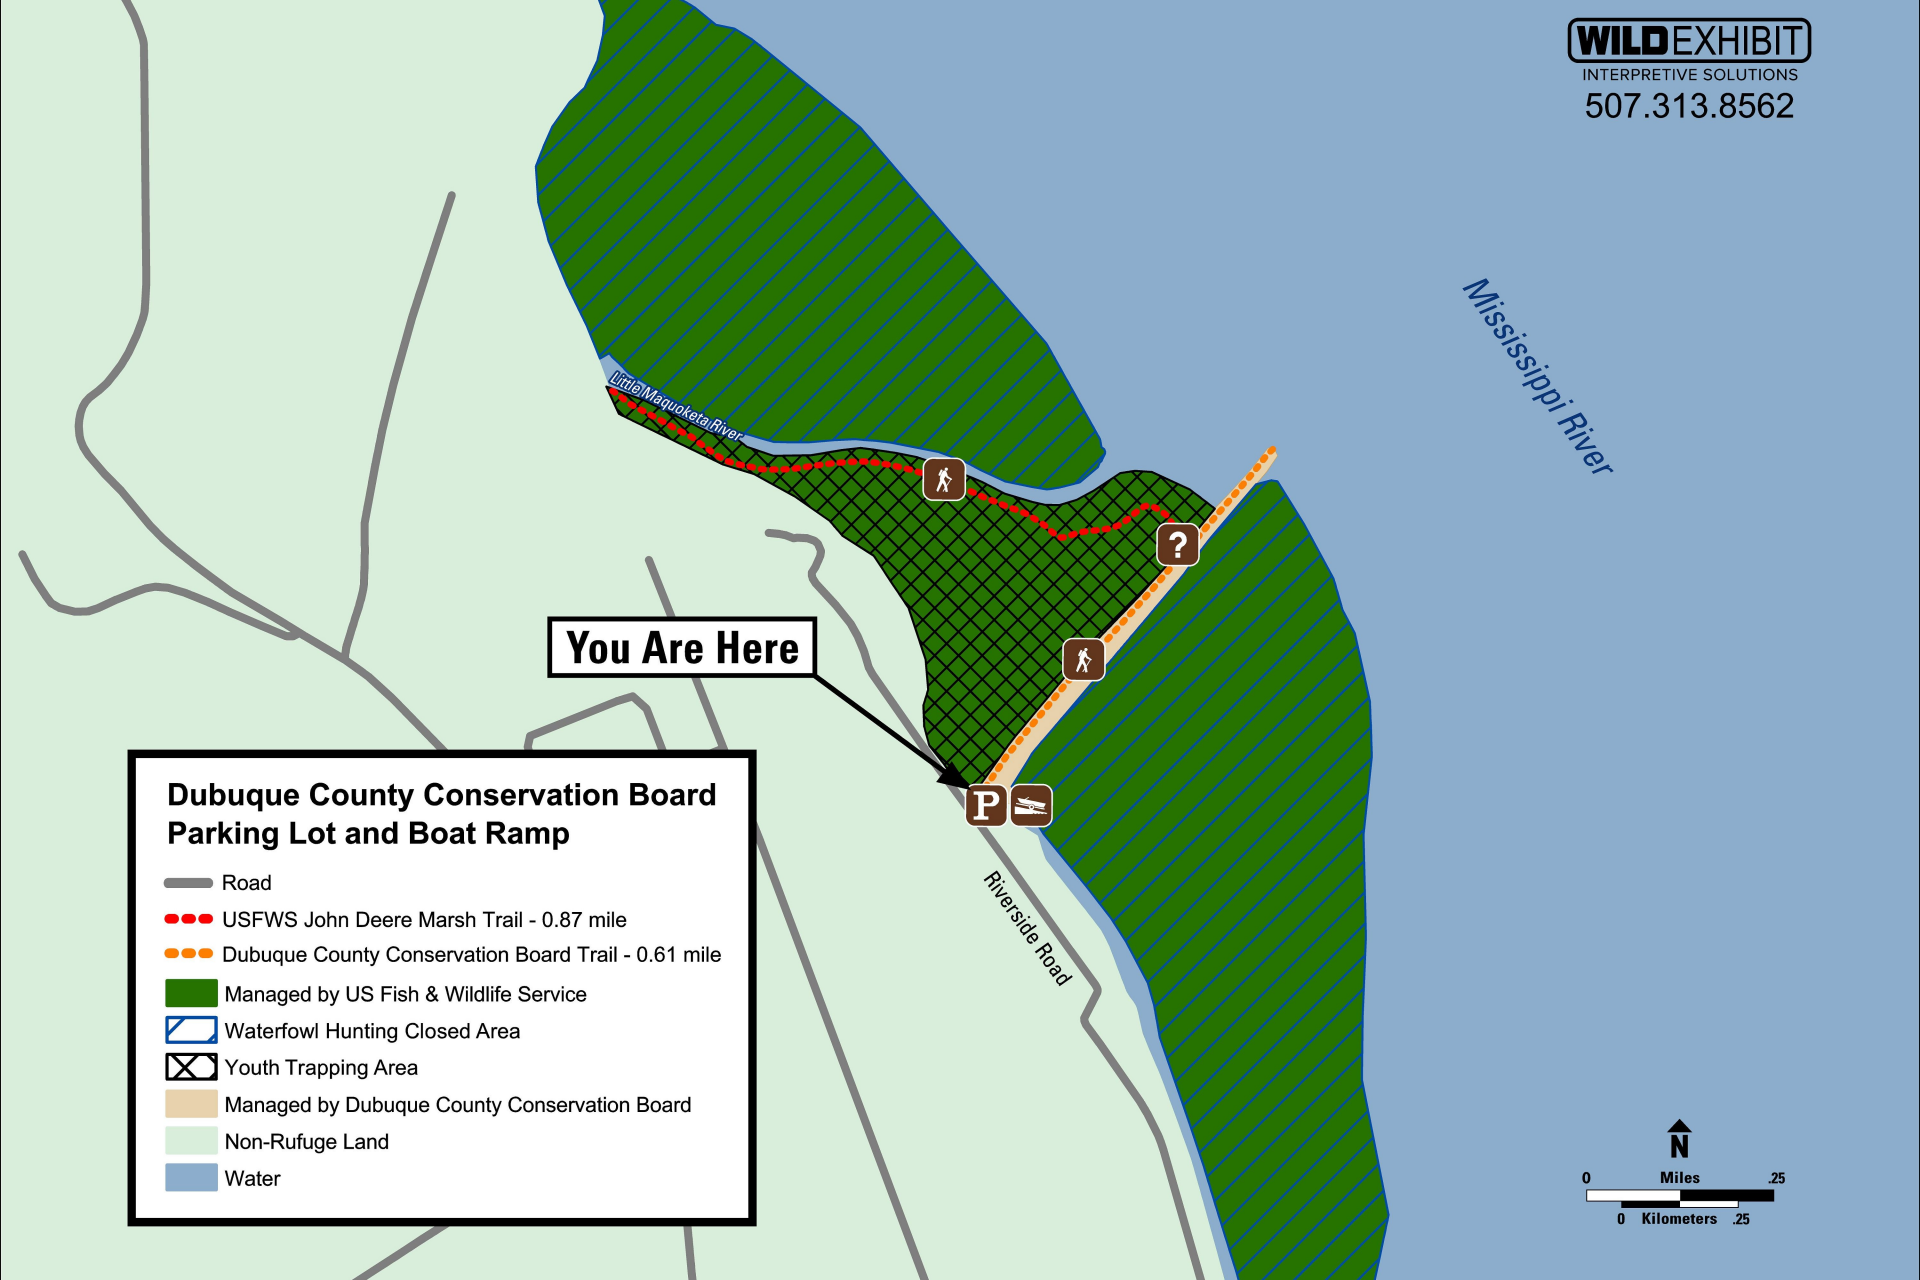 WILDEXHIBIT
INTERPRETIVE SOLUTIONS
507.313.8562
Mississippi River
Little Maquoketa River
?
You Are Here
P
Riverside Road
Dubuque County Conservation Board
Parking Lot and Boat Ramp
Road
USFWS John Deere Marsh Trail - 0.87 mile
Dubuque County Conservation Board Trail - 0.61 mile
Managed by US Fish & Wildlife Service
Waterfowl Hunting Closed Area
Youth Trapping Area
Managed by Dubuque County Conservation Board
Non-Rufuge Land
Water
N
0 Miles .25
0 Kilometers .25